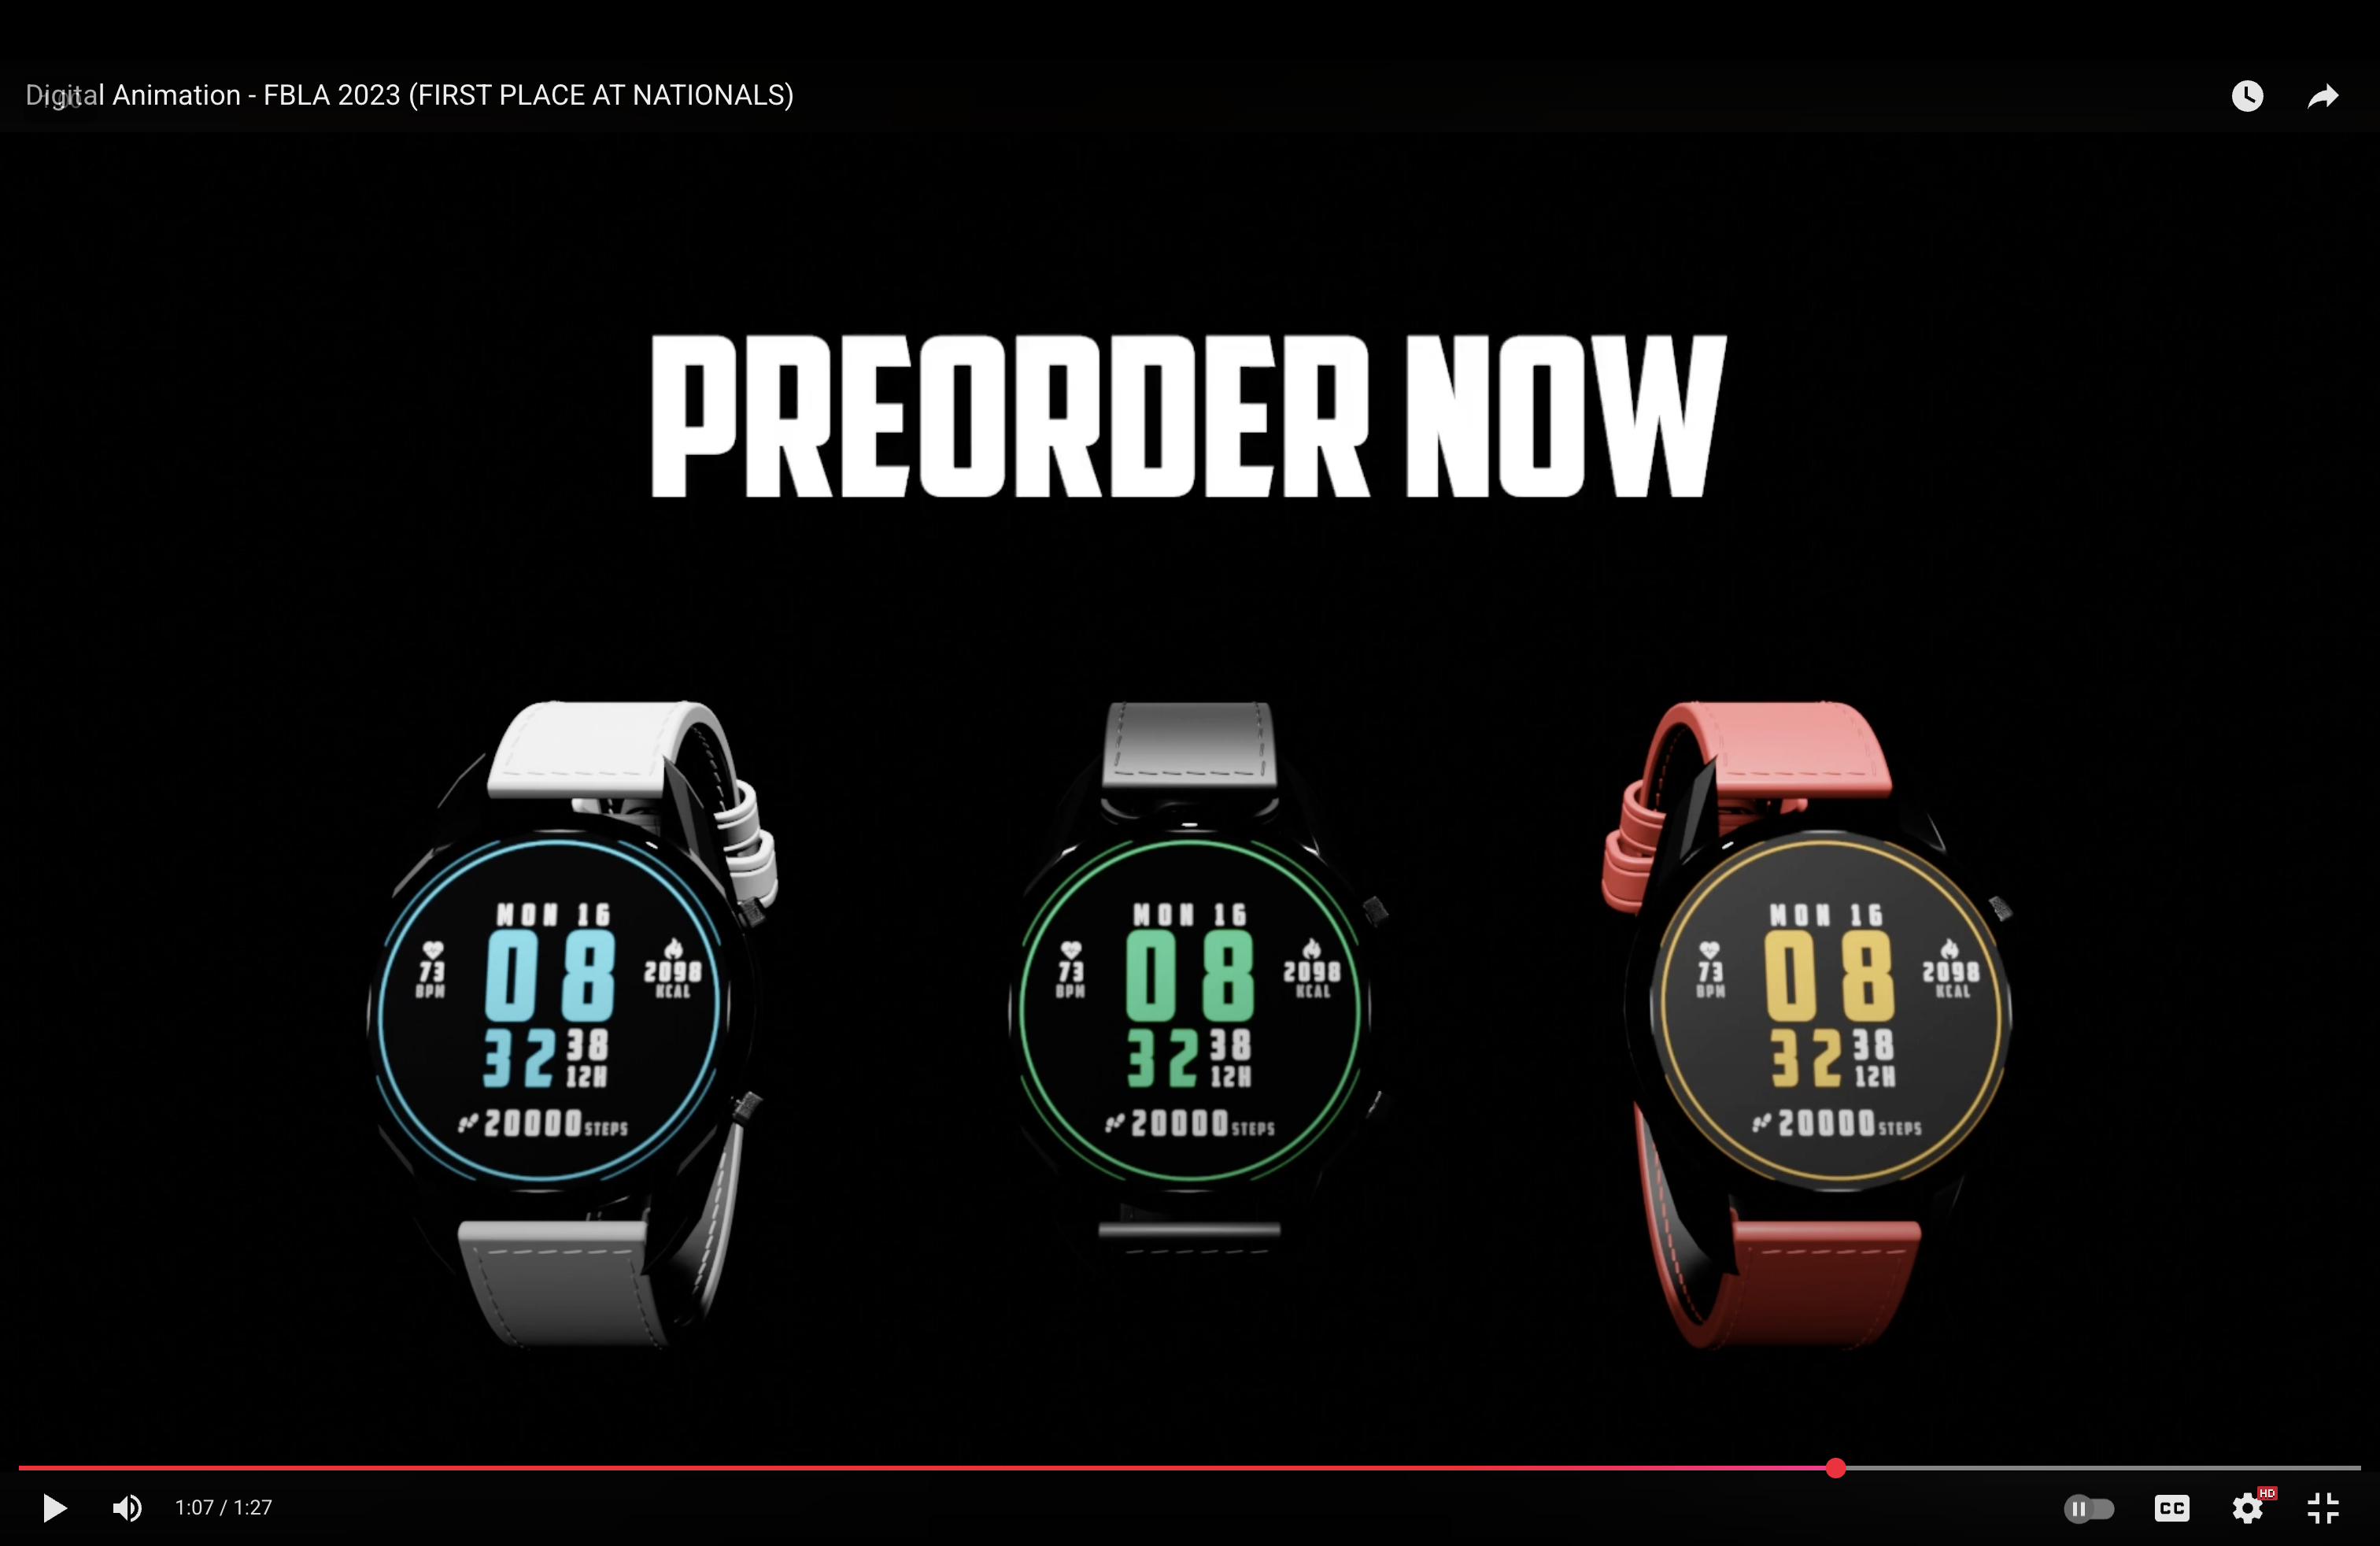 Digital Animation - FBLA 2023 (FIRST PLACE AT NATIONALS)
PREORDER NOW
MON 16
73
BPM
08
2098
KCAL
32
38
12H
20000 STEPS
MON 16
73
BPM
08
2098
KCAL
32
38
12H
20000 STEPS
MON 16
73
BPM
08
2098
KCAL
32
38
12H
20000 STEPS
1:07 / 1:27
CC
HD